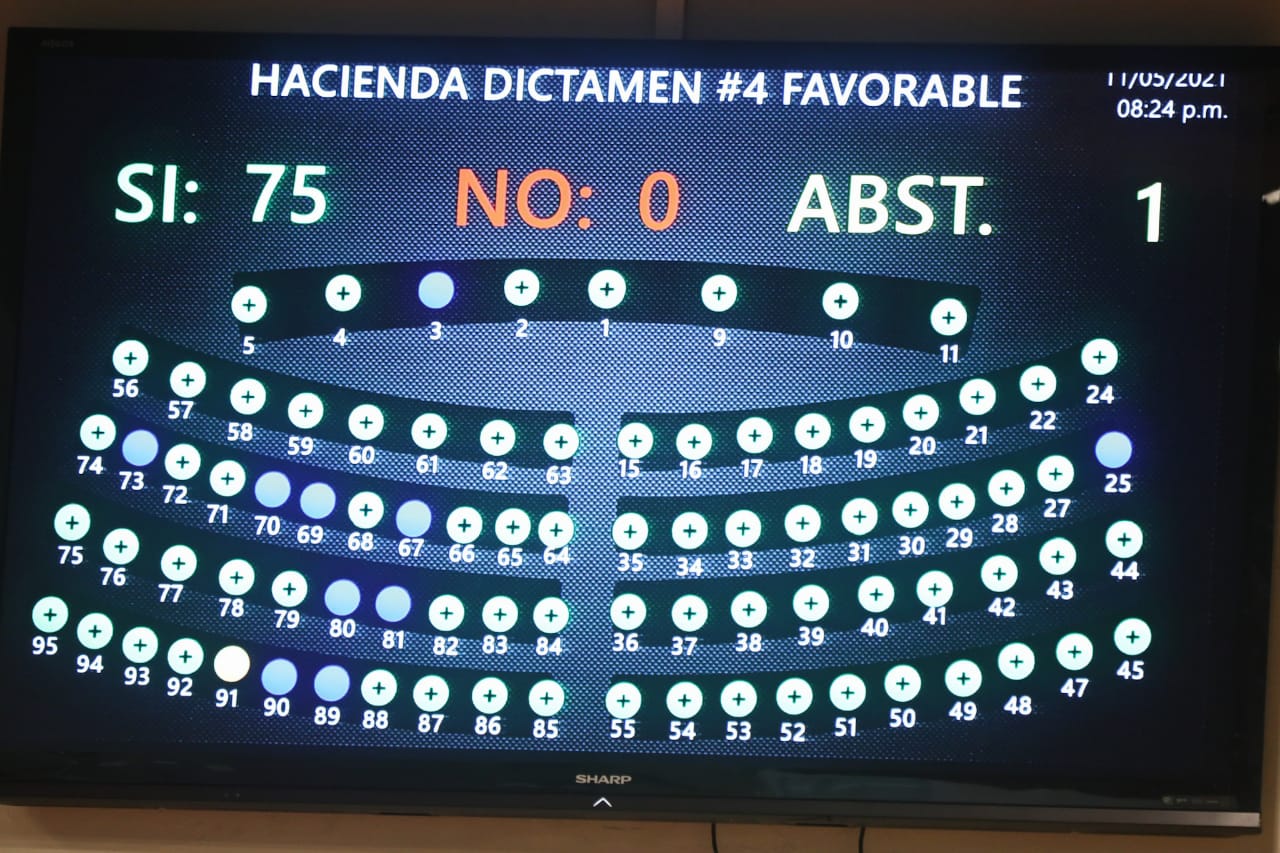 HACIENDA DICTAMEN #4 FAVORABLE
11/05/2021
08:24 p.m.
SI: 75 NO: 0 ABST. 1
5 4 3 2 1 9 10 11
56 57 58 59 60 61 62 63 15 16 17 18 19 20 21 22 24
74 73 72 71 70 69 68 67 66 65 64 35 34 33 32 31 30 29 28 27 25
75 76 77 78 79 80 81 82 83 84 36 37 38 39 40 41 42 43 44
95 94 93 92 91 90 89 88 87 86 85 55 54 53 52 51 50 49 48 47 45
SHARP